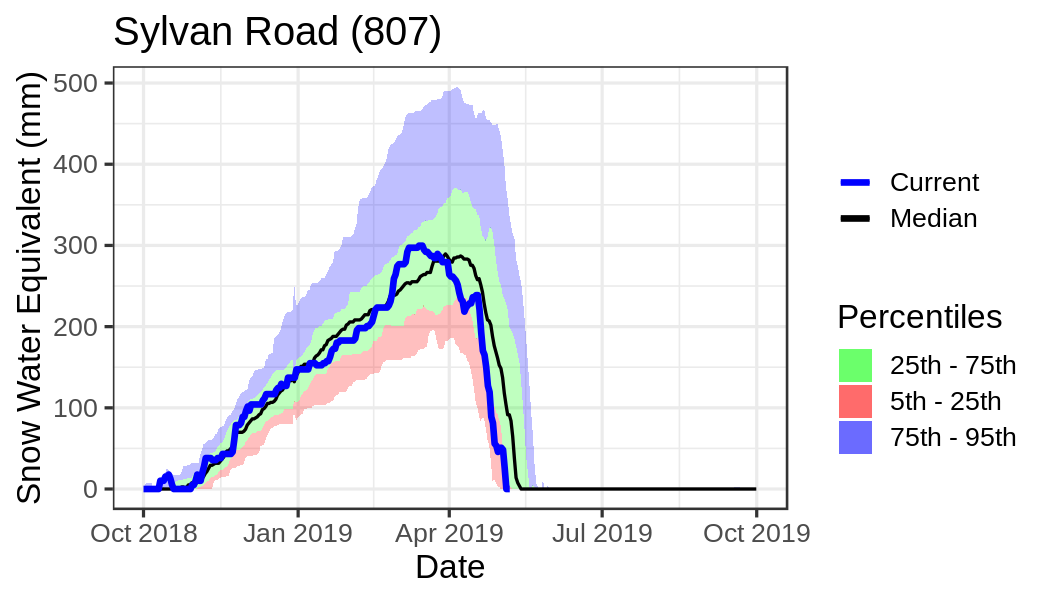 Sylvan Road (807)
Snow Water Equivalent (mm)
500
400
300
200
100
0
Oct 2018
Jan 2019
Apr 2019
Jul 2019
Oct 2019
Date
Current
Median
Percentiles
25th - 75th
5th - 25th
75th - 95th